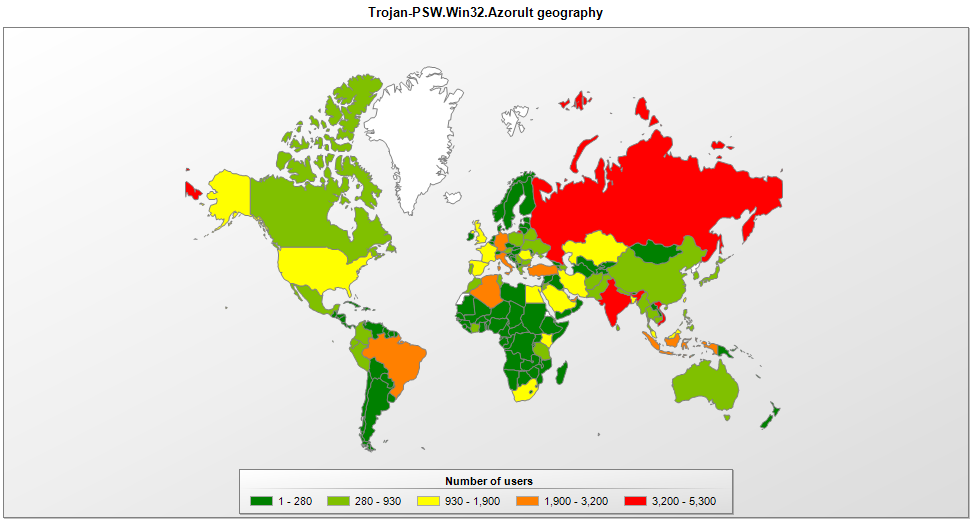 Trojan-PSW.Win32.Azorult geography
Number of users
1 - 280 280 - 930 930 - 1,900 1,900 - 3,200 3,200 - 5,300